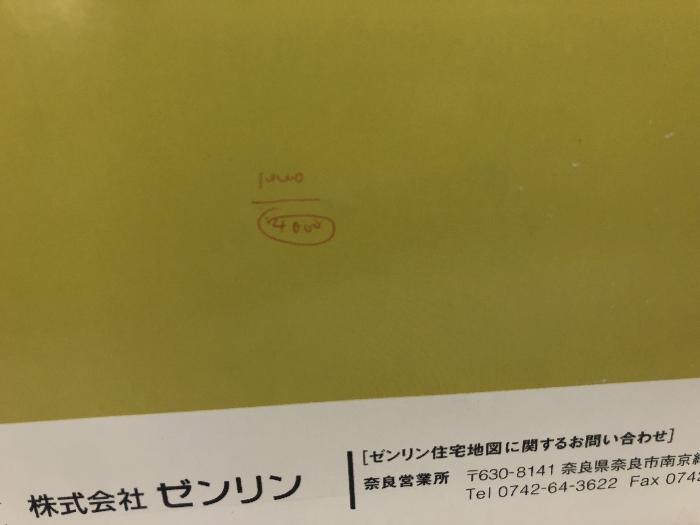 4000
株式会社 ゼンリン
[ゼンリン住宅地図に関するお問い合わせ]
奈良営業所 〒630-8141 奈良県奈良市南京
Tel 0742-64-3622 Fax 0742